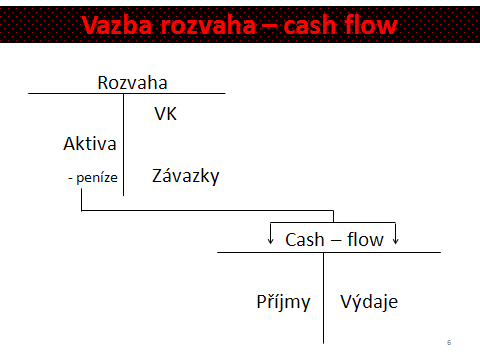 Vazba rozvaha – cash flow
Rozvaha
VK
Aktiva
- peníze
Závazky
Cash – flow
Příjmy
Výdaje
6